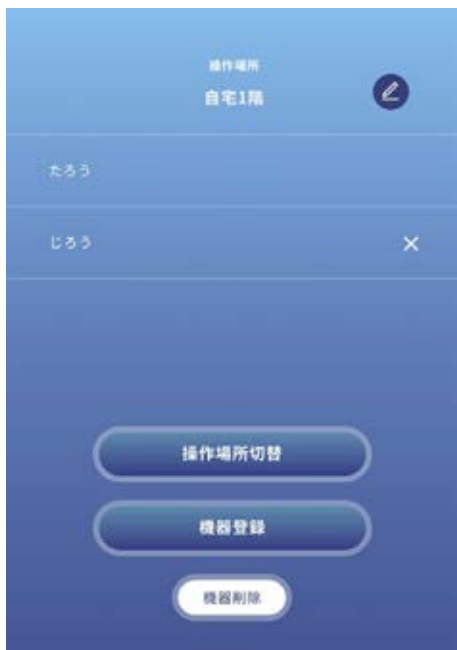 操作場所
自宅1階
たろう
じろう
操作場所切替
機器登録
機器削除